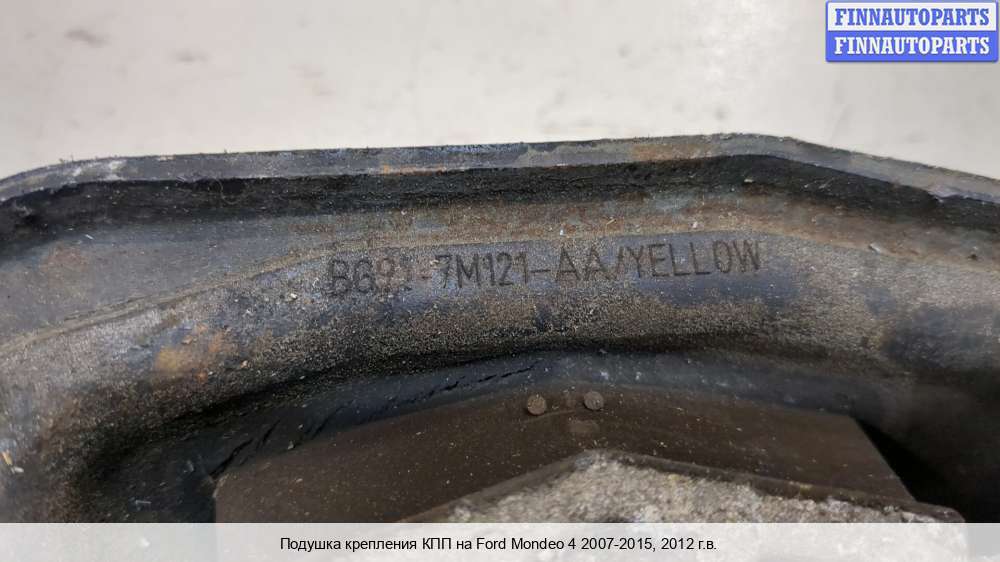 FINNAUTOPARTS
FINNAUTOPARTS
BG91-7M121-AA/YELLOW
Подушка крепления КПП на Ford Mondeo 4 2007-2015, 2012 г.в.